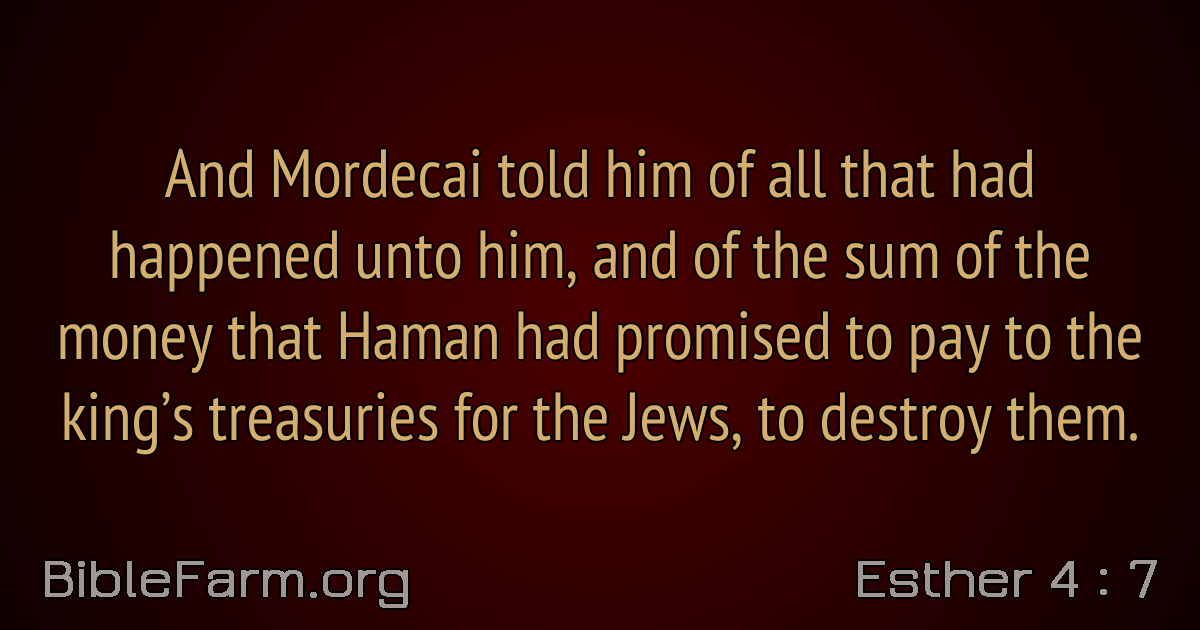 And Mordecai told him of all that had
happened unto him, and of the sum of the
money that Haman had promised to pay to the
king’s treasuries for the Jews, to destroy them.
BibleFarm.org
Esther 4 : 7